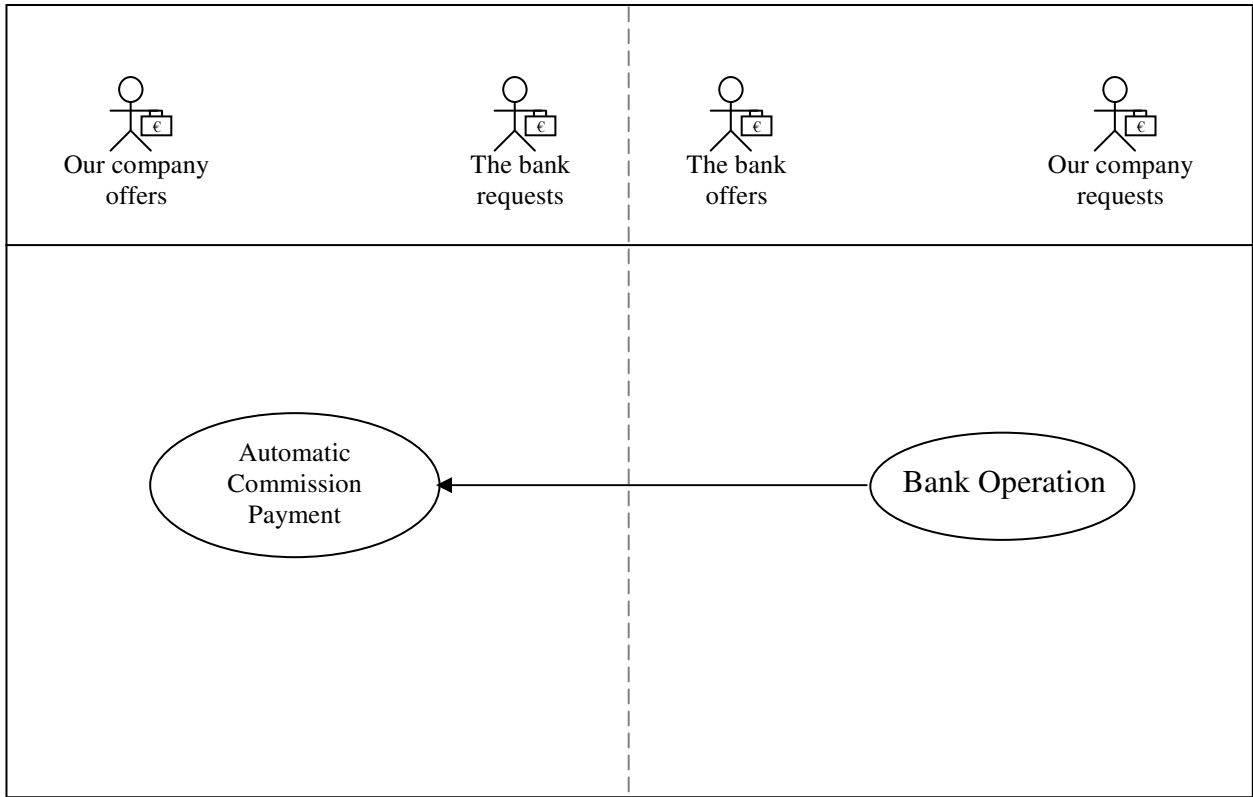 €
€
€
€
Our company
offers
The bank
requests
The bank
offers
Our company
requests
Automatic
Commission
Payment
Bank Operation